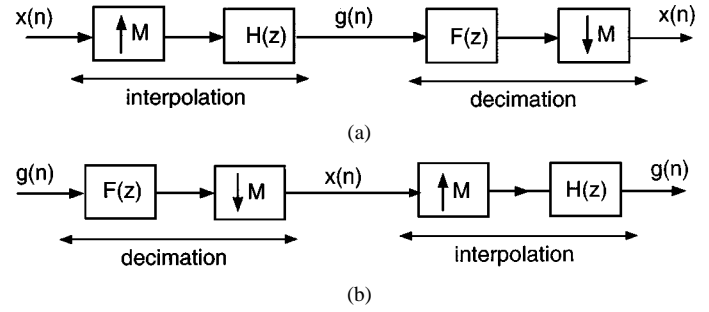 x(n) ↑M H(z) g(n) F(z) ↓M x(n)
interpolation decimation
(a)
g(n) F(z) ↓M x(n) ↑M H(z) g(n)
decimation interpolation
(b)